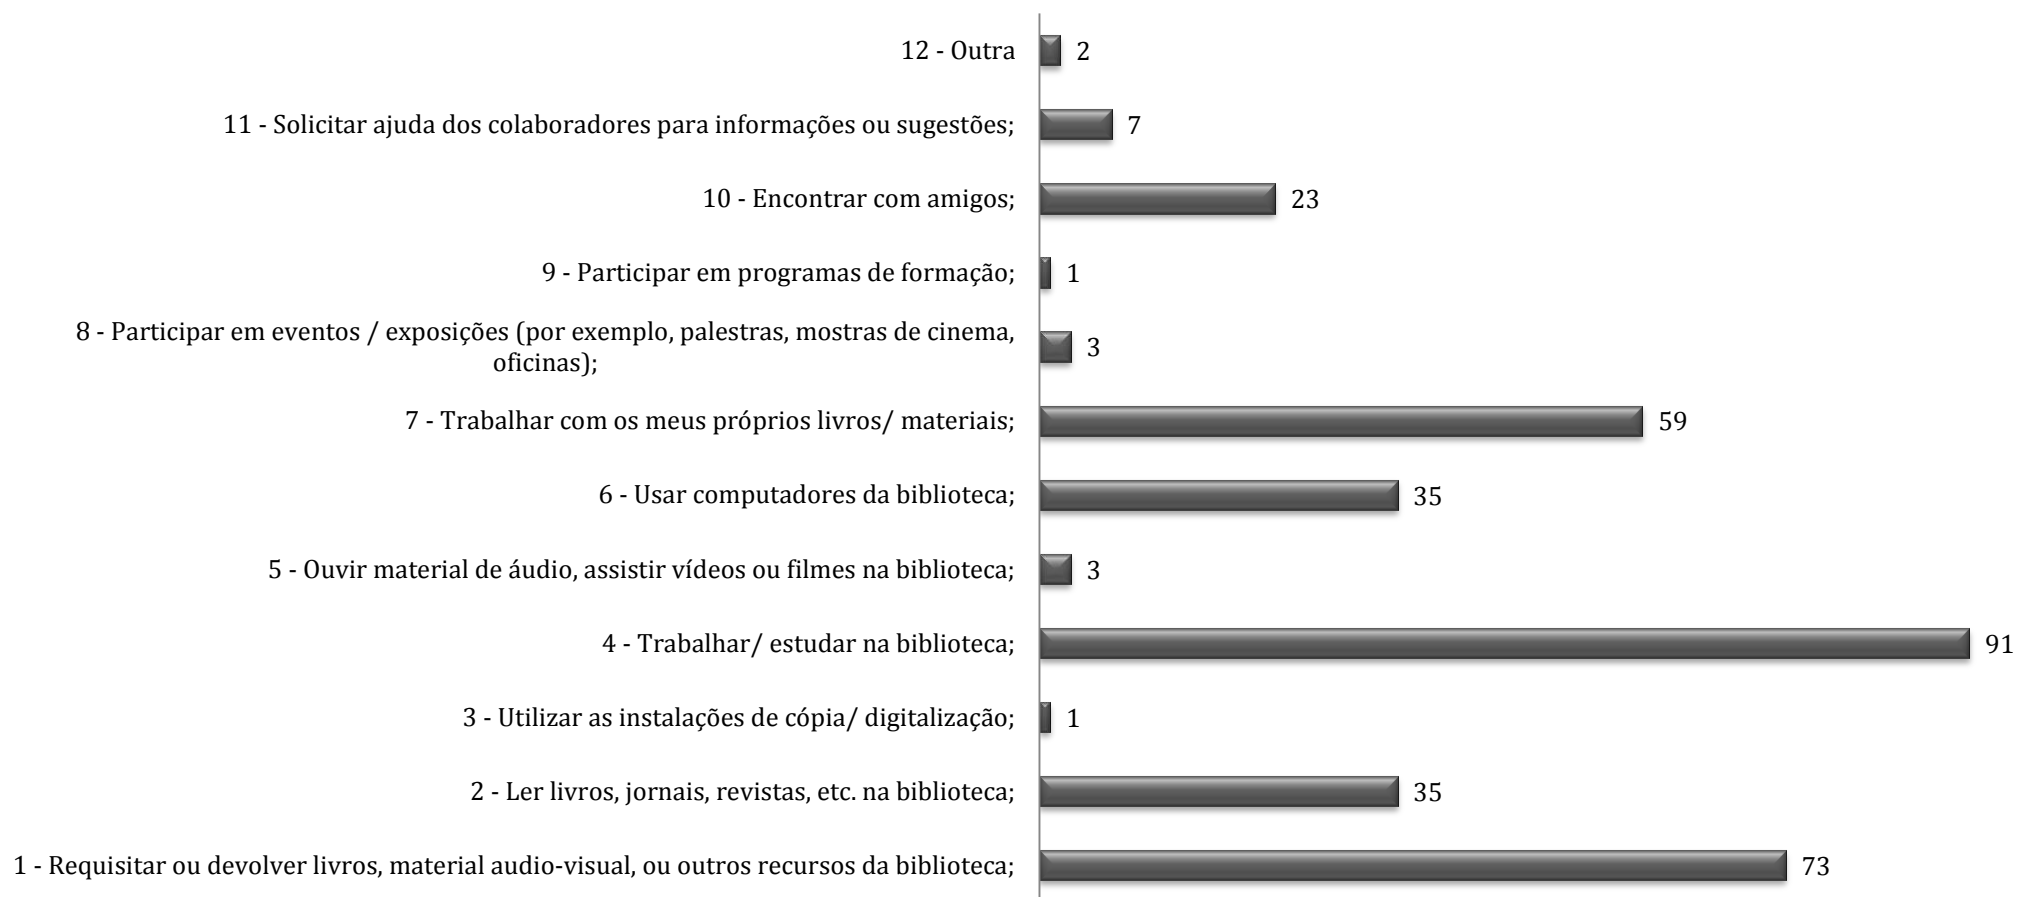 12 - Outra 2
11 - Solicitar ajuda dos colaboradores para informações ou sugestões; 7
10 - Encontrar com amigos; 23
9 - Participar em programas de formação; 1
8 - Participar em eventos / exposições (por exemplo, palestras, mostras de cinema,
oficinas); 3
7 - Trabalhar com os meus próprios livros/ materiais; 59
6 - Usar computadores da biblioteca; 35
5 - Ouvir material de áudio, assistir vídeos ou filmes na biblioteca; 3
4 - Trabalhar/ estudar na biblioteca; 91
3 - Utilizar as instalações de cópia/ digitalização; 1
2 - Ler livros, jornais, revistas, etc. na biblioteca; 35
1 - Requisitar ou devolver livros, material audio-visual, ou outros recursos da biblioteca; 73